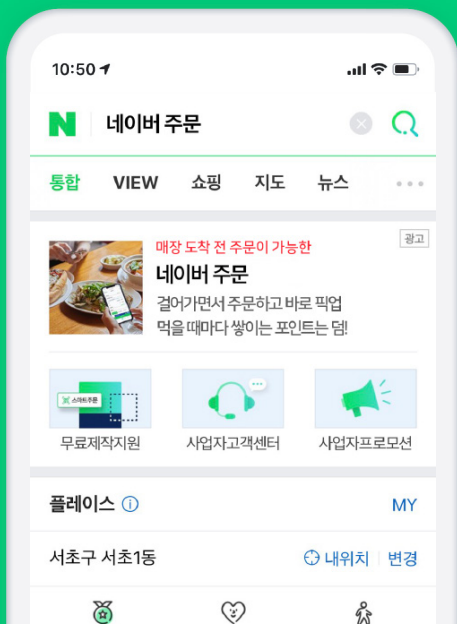 10:50
N 네이버 주문
통합 VIEW 쇼핑 지도 뉴스
광고
매장 도착 전 주문이 가능한
네이버 주문
걸어가면서 주문하고 바로 픽업
먹을 때마다 쌓이는 포인트는 덤!
스마트주문
무료제작지원 사업자고객센터 사업자프로모션
플레이스 MY
서초구 서초1동 내위치 변경